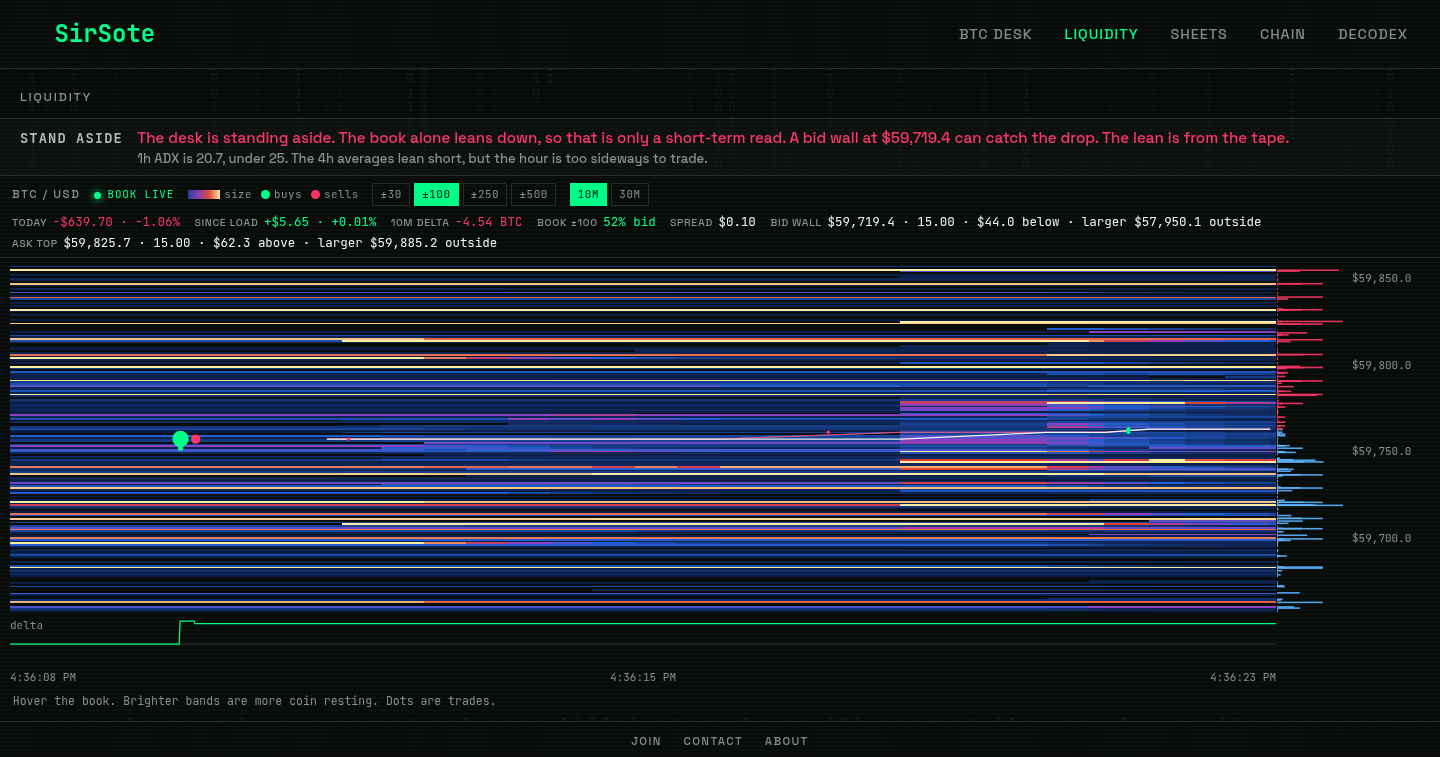 SirSote
BTC DESK LIQUIDITY SHEETS CHAIN DECODEX
LIQUIDITY
STAND ASIDE The desk is standing aside. The book alone leans down, so that is only a short-term read. A bid wall at $59,719.4 can catch the drop. The lean is from the tape.
1h ADX is 20.7, under 25. The 4h averages lean short, but the hour is too sideways to trade.
BTC / USD BOOK LIVE size buys sells ±30 ±100 ±250 ±500 10M 30M
TODAY -$639.70 · -1.06% SINCE LOAD +$5.65 · +0.01% 10M DELTA -4.54 BTC BOOK ±100 52% bid SPREAD $0.10 BID WALL $59,719.4 · 15.00 · $44.0 below · larger $57,950.1 outside
ASK TOP $59,825.7 · 15.00 · $62.3 above · larger $59,885.2 outside
$59,850.0
$59,800.0
$59,750.0
$59,700.0
delta
4:36:08 PM 4:36:15 PM 4:36:23 PM
Hover the book. Brighter bands are more coin resting. Dots are trades.
JOIN CONTACT ABOUT